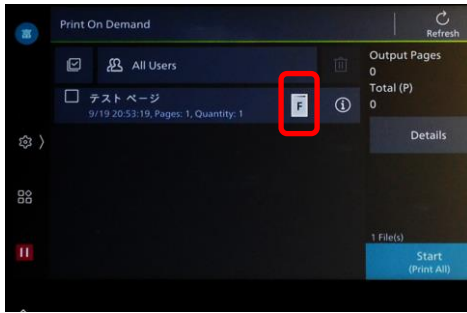 Print On Demand
Refresh
All Users
Output Pages
0
Total (P)
0
テスト ページ
9/19 20:53:19, Pages: 1, Quantity: 1
F
Details
1 File(s)
Start
(Print All)